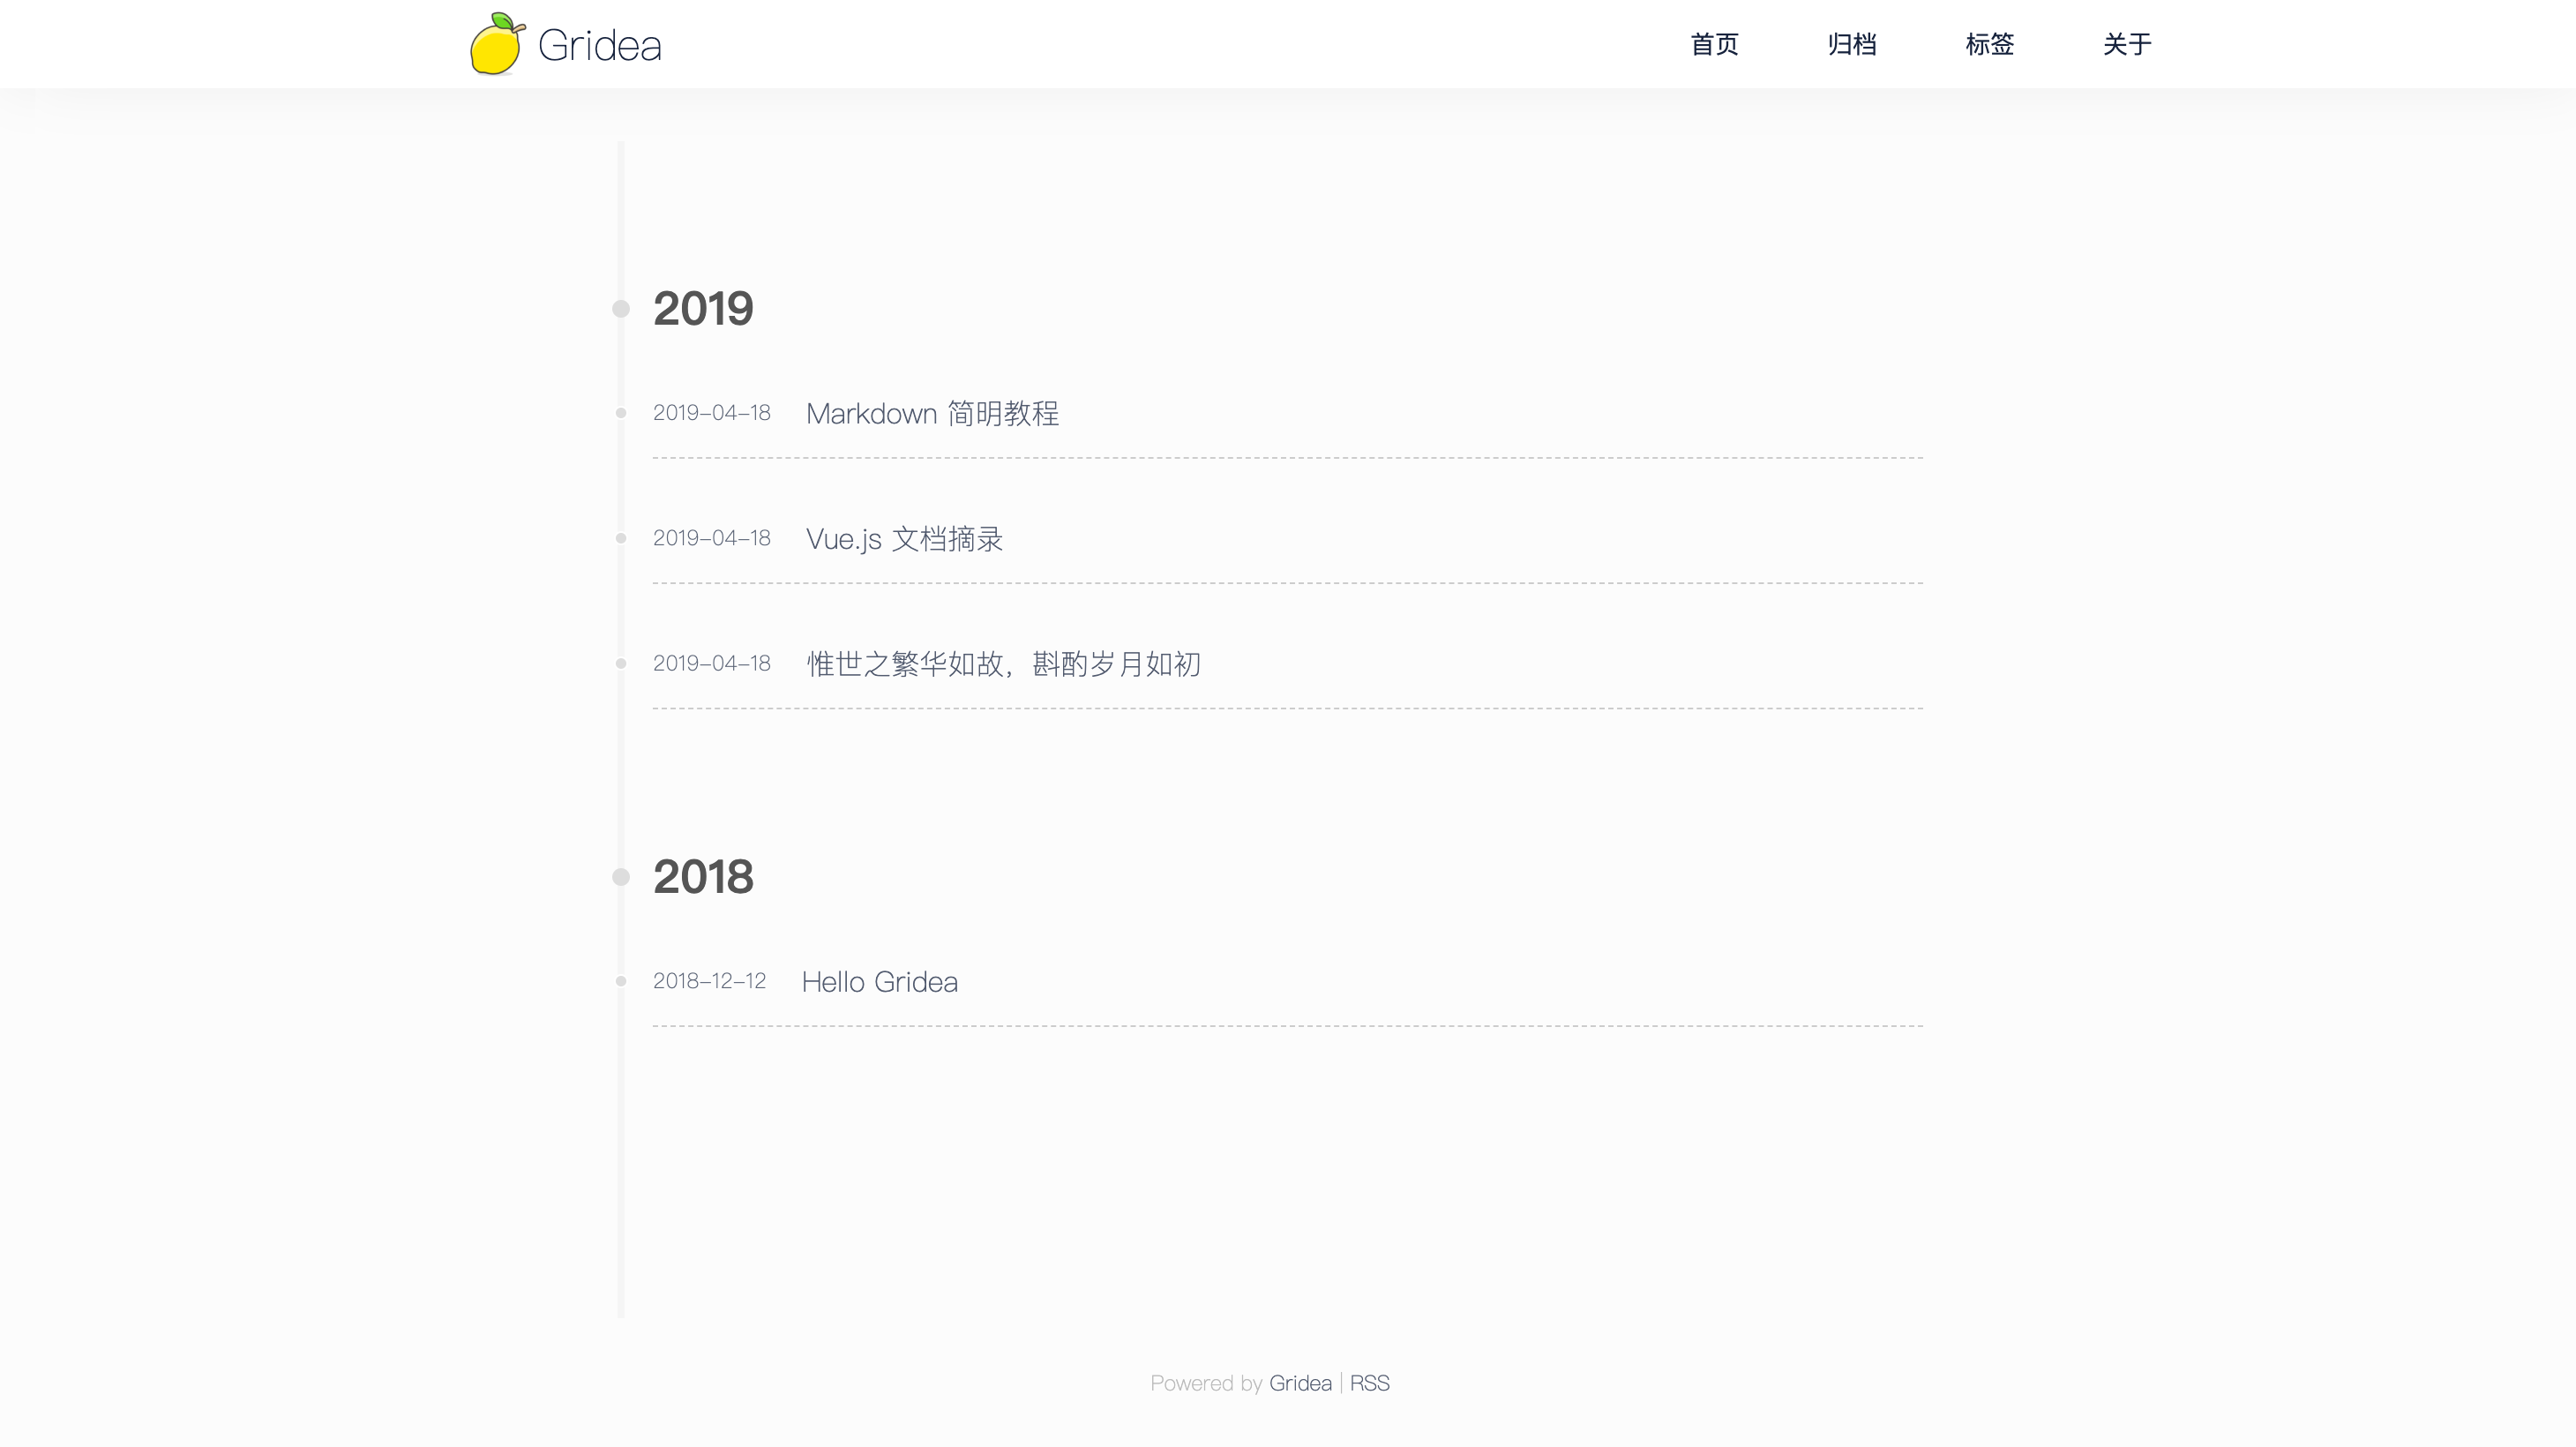 Gridea
首页 归档 标签 关于
2019
2019-04-18 Markdown 简明教程
2019-04-18 Vue.js 文档摘录
2019-04-18 惟世之繁华如故，斟酌岁月如初
2018
2018-12-12 Hello Gridea
Powered by Gridea | RSS